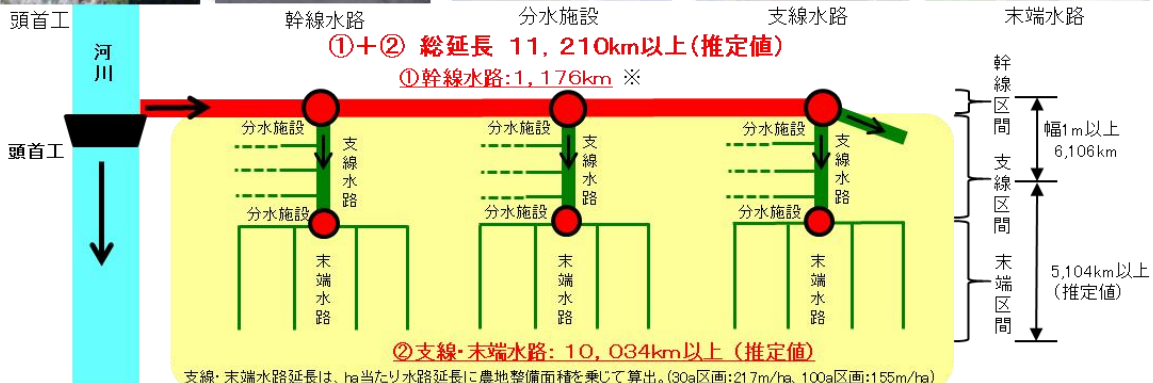 頭首工
幹線水路
分水施設
支線水路
末端水路
①+② 総延長 11, 210km以上(推定値)
①幹線水路:1, 176km ※
河川
頭首工
分水施設
支線水路
分水施設
末端水路
分水施設
支線水路
分水施設
末端水路
分水施設
支線水路
分水施設
末端水路
幹線区間
支線区間
末端区間
幅1m以上
6,106km
5,104km以上
(推定値)
②支線・末端水路: 10, 034km以上 (推定値)
支線・末端水路延長は、ha当たり水路延長に農地整備面積を乗じて算出。(30a区画:217m/ha、100a区画:155m/ha)